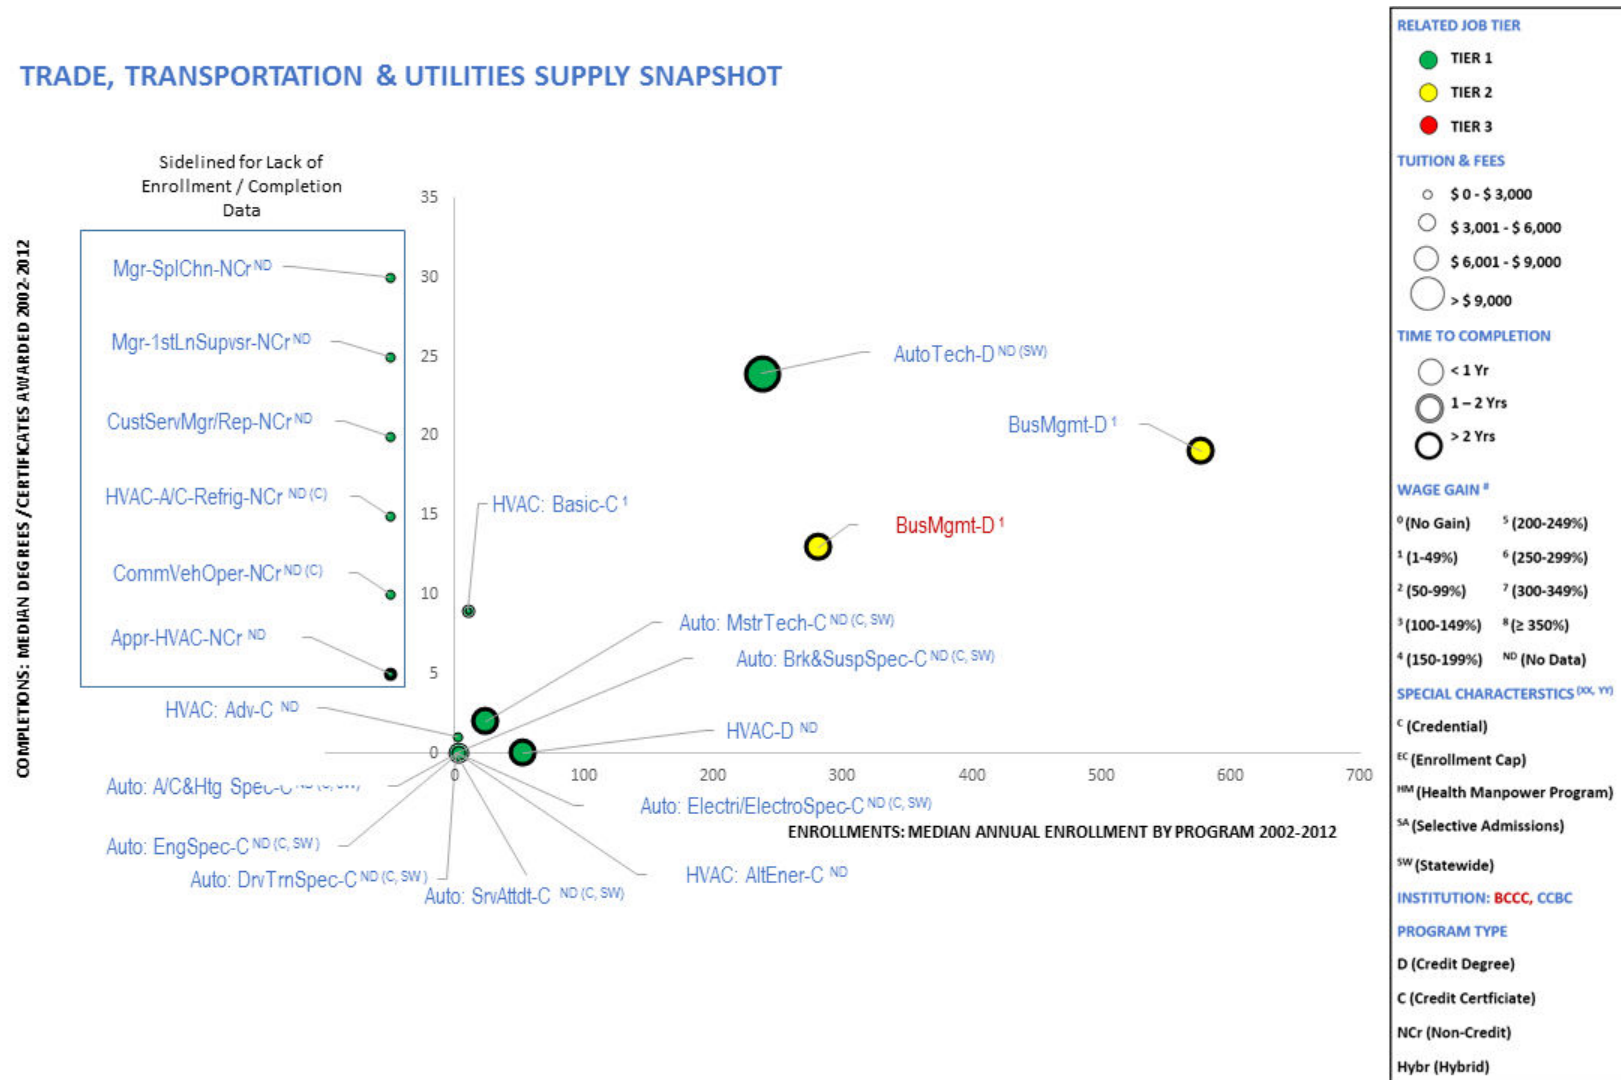 TRADE, TRANSPORTATION & UTILITIES SUPPLY SNAPSHOT
Sidelined for Lack of
Enrollment / Completion
Data
COMPLETIONS: MEDIAN DEGREES / CERTIFICATES AWARDED 2002-2012
Mgr-SplChn-NCr ND
Mgr-1stLnSupvsr-NCr ND
CustServMgr/Rep-NCr ND
HVAC-A/C-Refrig-NCr ND (C)
CommVehOper-NCr ND (C)
Appr-HVAC-NCr ND
35
30
25
20
15
10
5
0
AutoTech-D ND (SW)
BusMgmt-D 1
HVAC: Basic-C 1
BusMgmt-D 1
Auto: MstrTech-C ND (C, SW)
Auto: Brk&SuspSpec-C ND (C, SW)
HVAC: Adv-C ND
HVAC-D ND
0 100 200 300 400 500 600 700
Auto: A/C&Htg Spec-C ND (C, SW)
Auto: Electri/ElectroSpec-C ND (C, SW)
ENROLLMENTS: MEDIAN ANNUAL ENROLLMENT BY PROGRAM 2002-2012
Auto: EngSpec-C ND (C, SW )
Auto: DrvTrnSpec-C ND (C, SW )
Auto: SrvAttdt-C ND (C, SW)
HVAC: AltEner-C ND
RELATED JOB TIER
TIER 1
TIER 2
TIER 3
TUITION & FEES
$ 0 - $ 3,000
$ 3,001 - $ 6,000
$ 6,001 - $ 9,000
> $ 9,000
TIME TO COMPLETION
< 1 Yr
1 – 2 Yrs
> 2 Yrs
WAGE GAIN #
0 (No Gain) 5 (200-249%)
1 (1-49%) 6 (250-299%)
2 (50-99%) 7 (300-349%)
3 (100-149%) 8 (≥ 350%)
4 (150-199%) ND (No Data)
SPECIAL CHARACTERSTICS (XX, YY)
C (Credential)
EC (Enrollment Cap)
HM (Health Manpower Program)
SA (Selective Admissions)
SW (Statewide)
INSTITUTION: BCCC, CCBC
PROGRAM TYPE
D (Credit Degree)
C (Credit Certficiate)
NCr (Non-Credit)
Hybr (Hybrid)